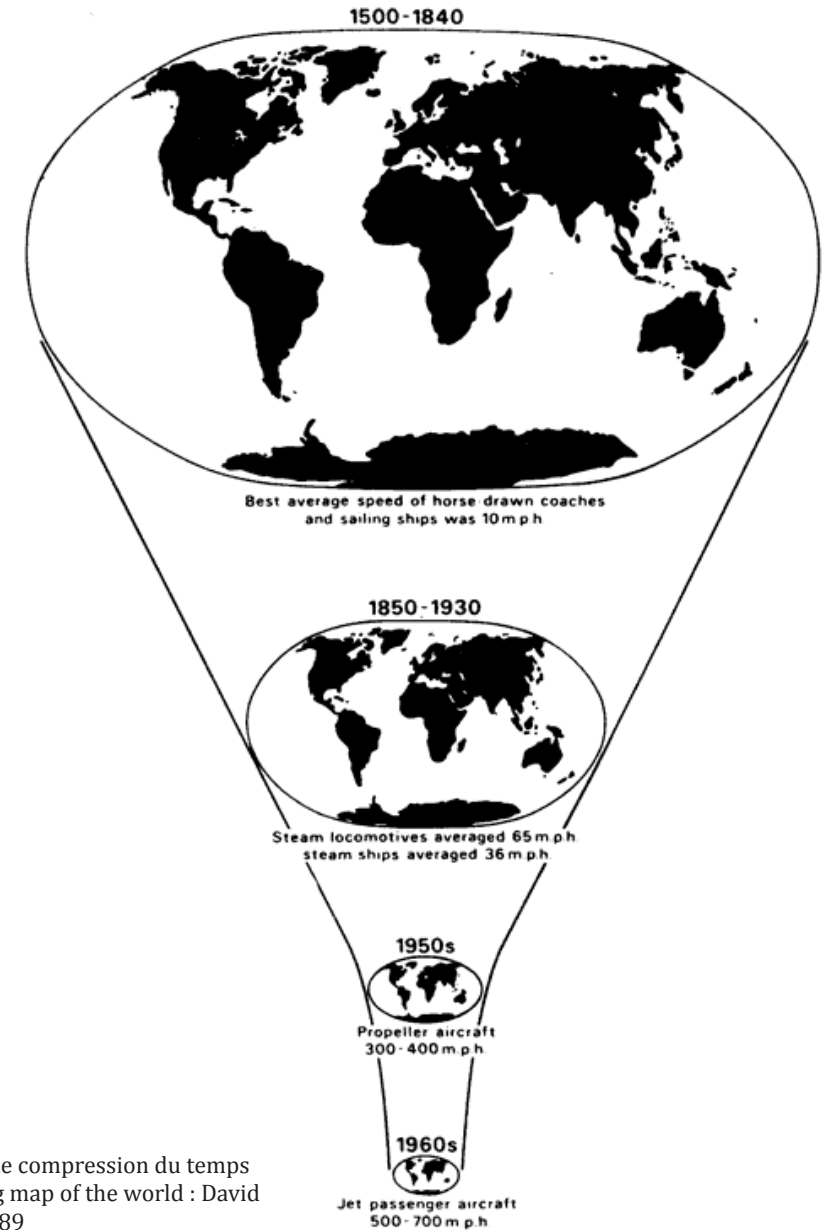 1500-1840
Best average speed of horse-drawn coaches
and sailing ships was 10 m p h
1850-1930
Steam locomotives averaged 65 m.p.h.
steam ships averaged 36 m.p.h.
1950s
Propeller aircraft
300-400 m.p.h.
1960s
Jet passenger aircraft
500-700 m.p.h.
e compression du temps
map of the world : David
89